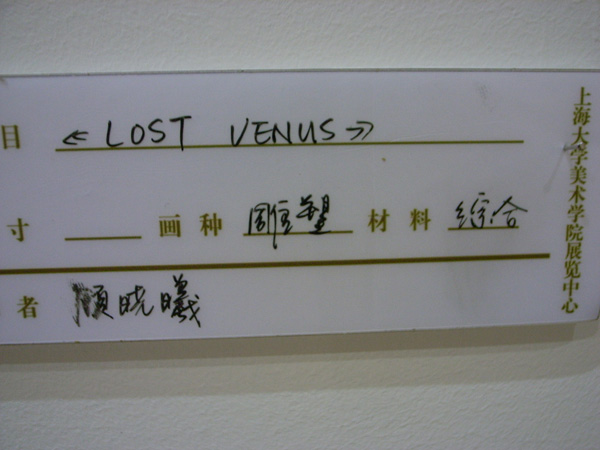 目 《LOST VENUS》
寸 画种 雕塑 材料 综合
者 顾晓曦
上海大学美术学院展览中心